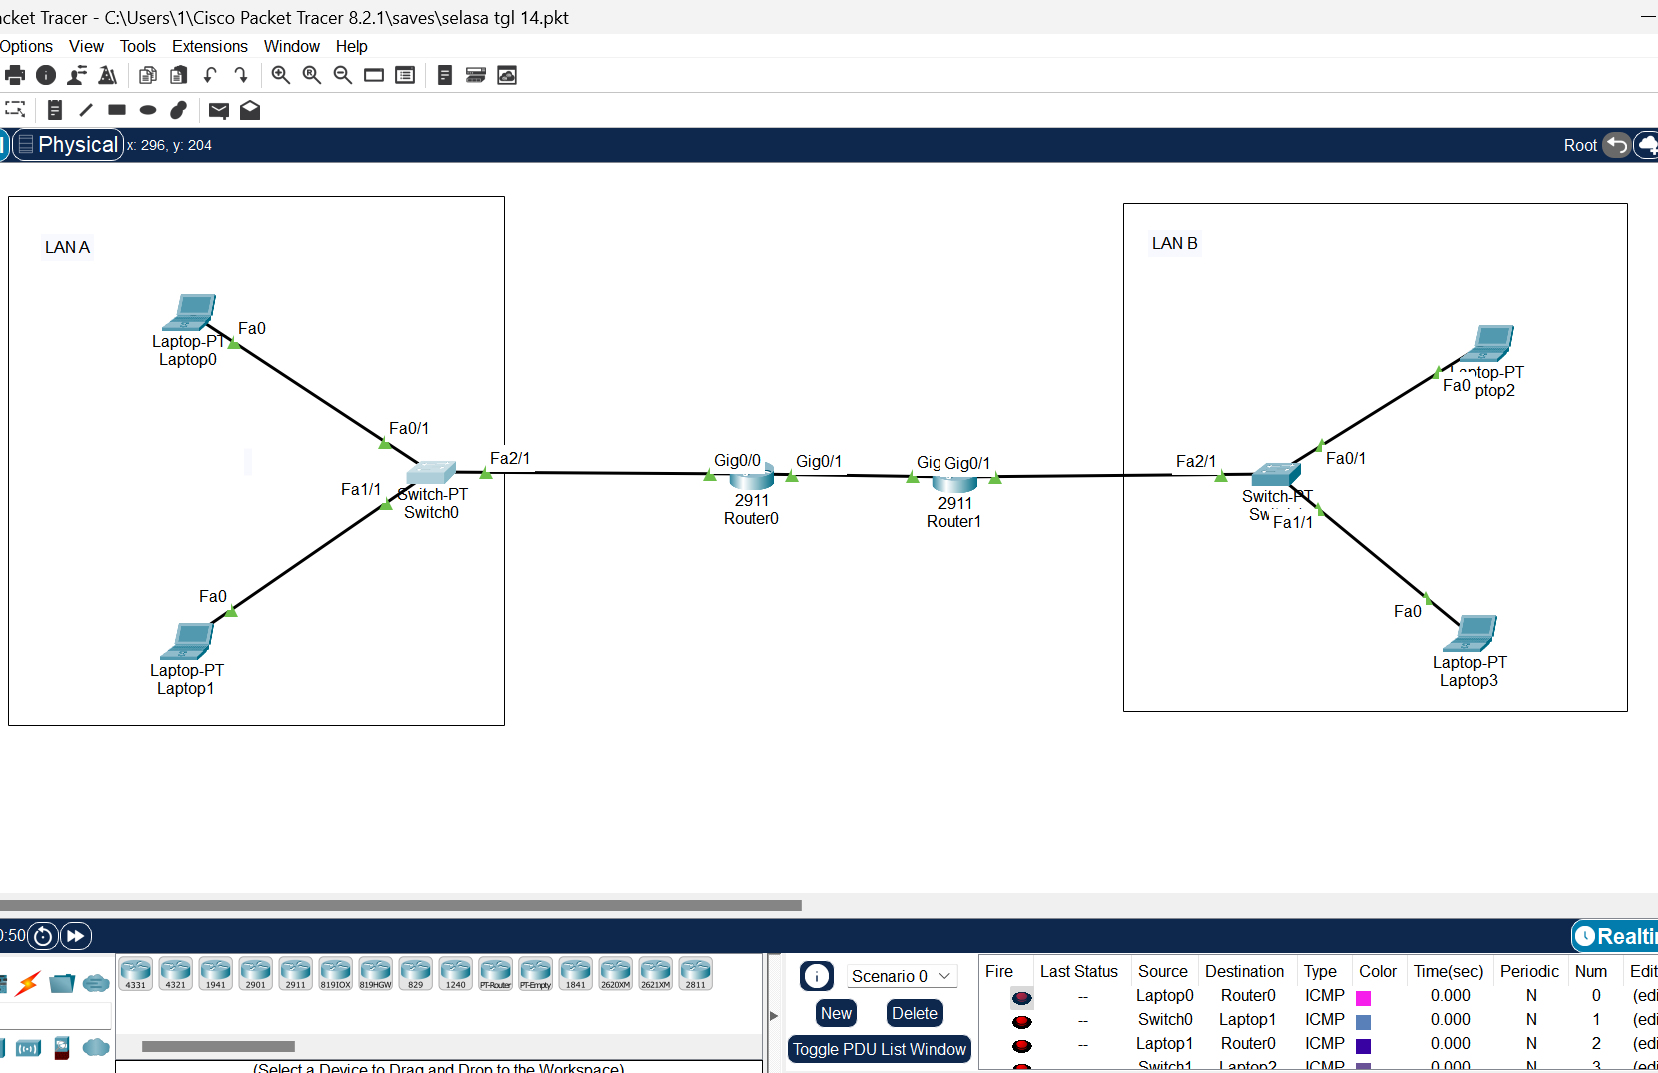 cket Tracer - C:\Users\1\Cisco Packet Tracer 8.2.1\saves\selasa tgl 14.pkt
Options View Tools Extensions Window Help
Physical x: 296, y: 204 Root
LAN A
LAN B
Fa0
Laptop-PT
Laptop0
Fa0/1
Fa2/1
Fa1/1
Switch-PT
Switch0
Fa0
Laptop-PT
Laptop1
Gig0/0 Gig0/1
2911
Router0
Gig Gig0/1
2911
Router1
Fa2/1
Fa0/1
Switch-PT
Sw
Fa1/1
Laptop-PT
Fa0 ptop2
Fa0
Laptop-PT
Laptop3
0:50 Realti
4331 4321 1941 2901 2911 819IOX 819HGW 829 1240 PT-Router PT-Empty 1841 2620XM 2621XM 2811
(Select a Device to Drag and Drop to the Workspace)
Scenario 0
New Delete
Toggle PDU List Window
Fire Last Status Source Destination Type Color Time(sec) Periodic Num Edit
-- Laptop0 Router0 ICMP 0.000 N 0 (edi
-- Switch0 Laptop1 ICMP 0.000 N 1 (edi
-- Laptop1 Router0 ICMP 0.000 N 2 (edi
-- Switch1 Laptop2 ICMP 0.000 N 3 (edi